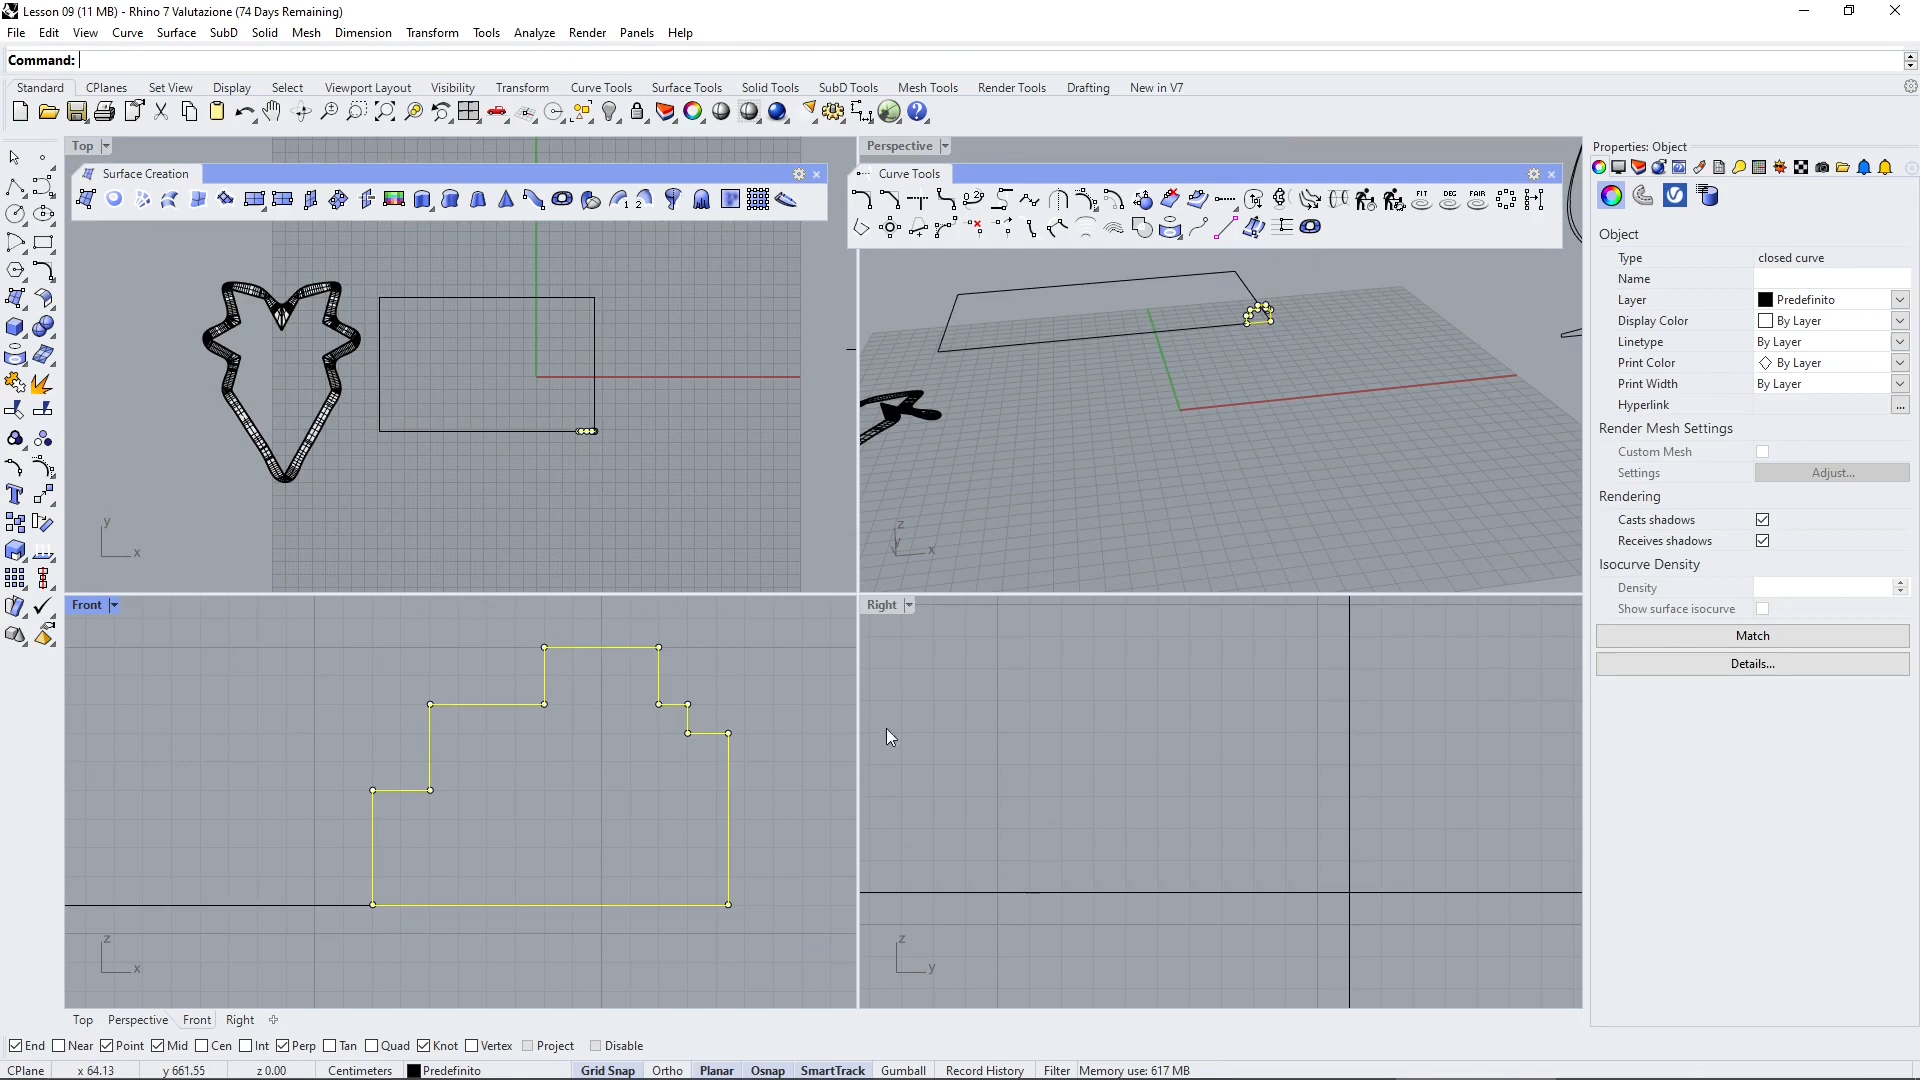 Lesson 09 (11 MB) - Rhino 7 Valutazione (74 Days Remaining)
File Edit View Curve Surface SubD Solid Mesh Dimension Transform Tools Analyze Render Panels Help
Command:
Standard CPlanes Set View Display Select Viewport Layout Visibility Transform Curve Tools Surface Tools Solid Tools SubD Tools Mesh Tools Render Tools Drafting New in V7
Top Perspective Properties: Object
Surface Creation Curve Tools
1 2 FIT DEG FAIR
Object
Type closed curve
Name
Layer Predefinito
Display Color By Layer
Linetype By Layer
Print Color By Layer
Print Width By Layer
Hyperlink ...
Render Mesh Settings
Custom Mesh
Settings Adjust...
Rendering
Casts shadows
Receives shadows
Isocurve Density
Density
Show surface isocurve
Match
Details...
y
x
z
y
x
Front Right
z
x
z
y
Top Perspective Front Right
End Near Point Mid Cen Int Perp Tan Quad Knot Vertex Project Disable
CPlane x 64.13 y 661.55 z 0.00 Centimeters Predefinito Grid Snap Ortho Planar Osnap SmartTrack Gumball Record History Filter Memory use: 617 MB